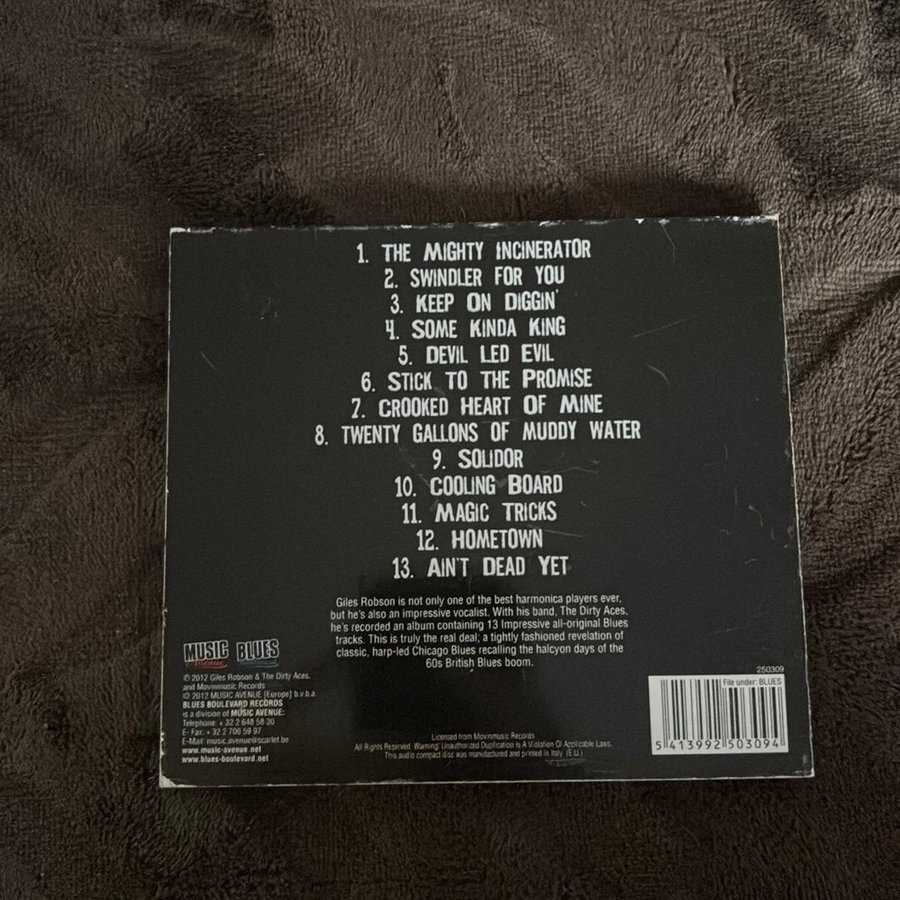 1. THE MIGHTY INCINERATOR
2. SWINDLER FOR YOU
3. KEEP ON DIGGIN'
4. SOME KINDA KING
5. DEVIL LED EVIL
6. STICK TO THE PROMISE
7. CROOKED HEART OF MINE
8. TWENTY GALLONS OF MUDDY WATER
9. SOLIDOR
10. COOLING BOARD
11. MAGIC TRICKS
12. HOMETOWN
13. AIN'T DEAD YET
Giles Robson is not only one of the best harmonica players ever,
but he's also an impressive vocalist. With his band, The Dirty Aces,
he's recorded an album containing 13 Impressive all-original Blues
tracks. This is truly the real deal; a tightly fashioned revelation of
classic, harp-led Chicago Blues recalling the halcyon days of the
60s British Blues boom.
MUSIC Avenue BLUES
℗ 2012 Giles Robson & The Dirty Aces,
and Movinmusic Records
© 2012 MUSIC AVENUE [Europe] b.v.b.a
BLUES BOULEVARD RECORDS
is a division of MUSIC AVENUE:
Telephone: + 32 2 648 58 30
E- Fax: + 32 2 706 59 97
E-Mail: music.avenue@scarlet.be
www.music-avenue.net
www.blues-boulevard.net
Licensed from Movinmusic Records
All Rights Reserved. Warning: Unauthorized Duplication Is A Violation Of Applicable Laws.
This audio compact disc was manufactured and printed in Italy (E.U.)
250309
File under: BLUES
5 413992 503094